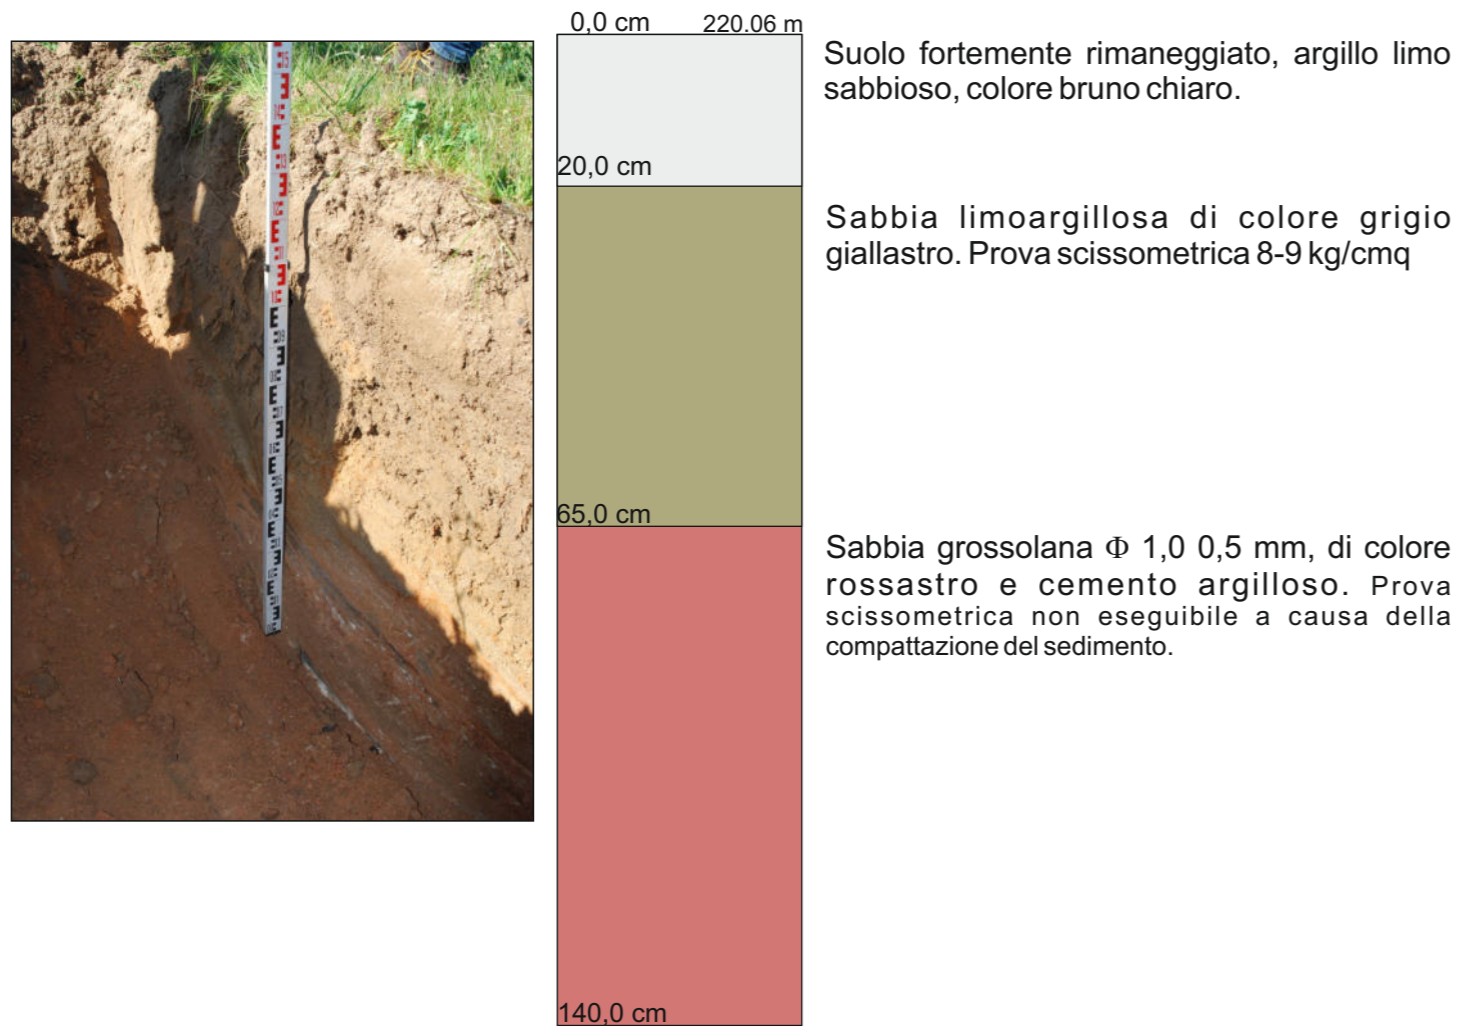 0,0 cm 220.06 m
Suolo fortemente rimaneggiato, argillo limo
sabbioso, colore bruno chiaro.
20,0 cm
Sabbia limoargillosa di colore grigio
giallastro. Prova scissometrica 8-9 kg/cmq
65,0 cm
Sabbia grossolana Φ 1,0 0,5 mm, di colore
rossastro e cemento argilloso. Prova
scissometrica non eseguibile a causa della
compattazione del sedimento.
140,0 cm